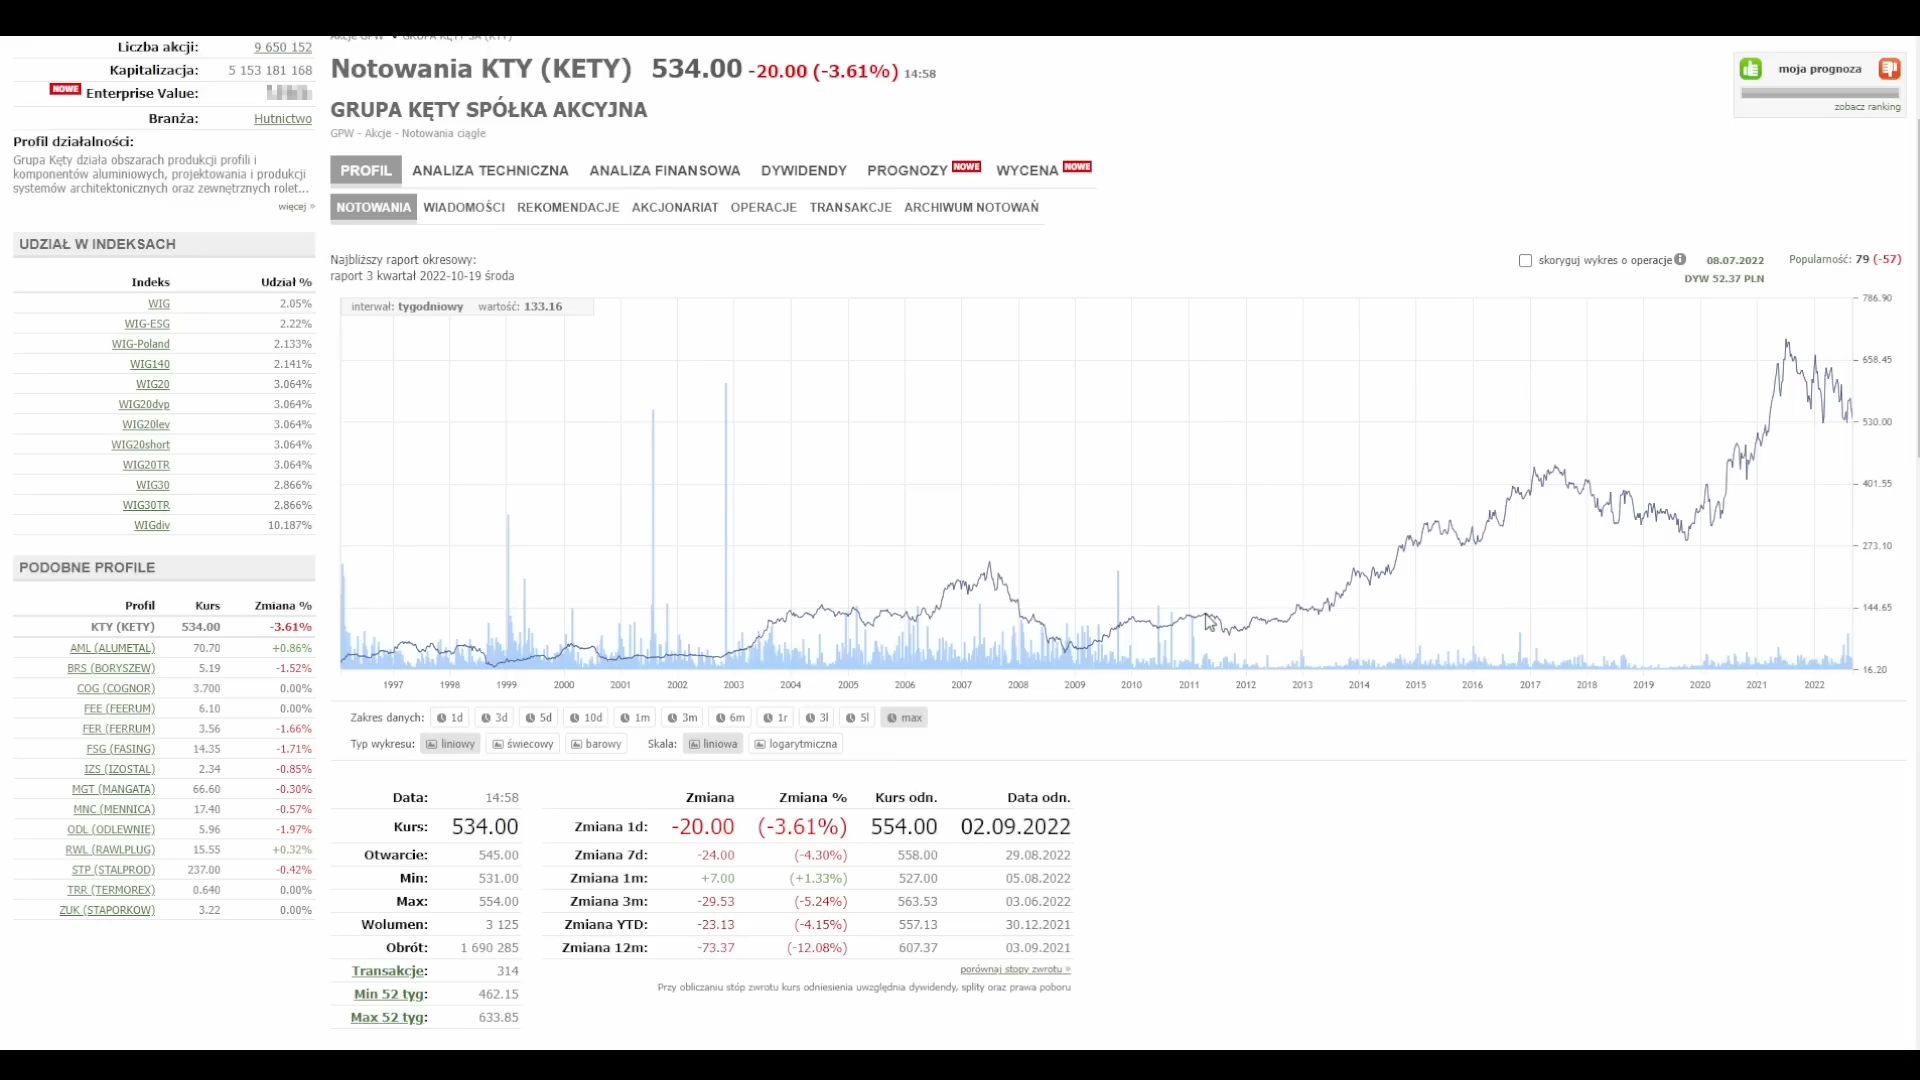 Liczba akcji: 9 650 152
Kapitalizacja: 5 153 181 168
NOWE Enterprise Value:
Branża: Hutnictwo
Profil działalności:
Grupa Kęty działa obszarach produkcji profili i
komponentów aluminiowych, projektowania i produkcji
systemów architektonicznych oraz zewnętrznych rolet...
więcej »
UDZIAŁ W INDEKSACH
Indeks Udział %
WIG 2.05%
WIG-ESG 2.22%
WIG-Poland 2.133%
WIG140 2.141%
WIG20 3.064%
WIG20dvp 3.064%
WIG20lev 3.064%
WIG20short 3.064%
WIG20TR 3.064%
WIG30 2.866%
WIG30TR 2.866%
WIGdiv 10.187%
PODOBNE PROFILE
Profil Kurs Zmiana %
KTY (KETY) 534.00 -3.61%
AML (ALUMETAL) 70.70 +0.86%
BRS (BORYSZEW) 5.19 -1.52%
COG (COGNOR) 3.700 0.00%
FEE (FEERUM) 6.10 0.00%
FER (FERRUM) 3.56 -1.66%
FSG (FASING) 14.35 -1.71%
IZS (IZOSTAL) 2.34 -0.85%
MGT (MANGATA) 66.60 -0.30%
MNC (MENNICA) 17.40 -0.57%
ODL (ODLEWNIE) 5.96 -1.97%
RWL (RAWLPLUG) 15.55 +0.32%
STP (STALPROD) 237.00 -0.42%
TRR (TERMOREX) 0.640 0.00%
ZUK (STAPORKOW) 3.22 0.00%
Akcje GPW • GRUPA KĘTY SA (KTY)
Notowania KTY (KETY) 534.00 -20.00 (-3.61%) 14:58
GRUPA KĘTY SPÓŁKA AKCYJNA
GPW - Akcje - Notowania ciągłe
moja prognoza
zobacz ranking
PROFIL ANALIZA TECHNICZNA ANALIZA FINANSOWA DYWIDENDY PROGNOZY NOWE WYCENA NOWE
NOTOWANIA WIADOMOŚCI REKOMENDACJE AKCJONARIAT OPERACJE TRANSAKCJE ARCHIWUM NOTOWAŃ
Najbliższy raport okresowy:
raport 3 kwartał 2022-10-19 środa
skoryguj wykres o operacje 08.07.2022 Popularność: 79 (-57)
DYW 52.37 PLN
interwał: tygodniowy wartość: 133.16
786.90
658.45
530.00
401.55
273.10
144.65
16.20
1997 1998 1999 2000 2001 2002 2003 2004 2005 2006 2007 2008 2009 2010 2011 2012 2013 2014 2015 2016 2017 2018 2019 2020 2021 2022
Zakres danych: 1d 3d 5d 10d 1m 3m 6m 1r 3l 5l max
Typ wykresu: liniowy świecowy barowy Skala: liniowa logarytmiczna
Data: 14:58
Kurs: 534.00
Otwarcie: 545.00
Min: 531.00
Max: 554.00
Wolumen: 3 125
Obrót: 1 690 285
Transakcje: 314
Min 52 tyg: 462.15
Max 52 tyg: 633.85
Zmiana Zmiana % Kurs odn. Data odn.
Zmiana 1d: -20.00 (-3.61%) 554.00 02.09.2022
Zmiana 7d: -24.00 (-4.30%) 558.00 29.08.2022
Zmiana 1m: +7.00 (+1.33%) 527.00 05.08.2022
Zmiana 3m: -29.53 (-5.24%) 563.53 03.06.2022
Zmiana YTD: -23.13 (-4.15%) 557.13 30.12.2021
Zmiana 12m: -73.37 (-12.08%) 607.37 03.09.2021
porównaj stopy zwrotu »
Przy obliczaniu stóp zwrotu kurs odniesienia uwzględnia dywidendy, splity oraz prawa poboru